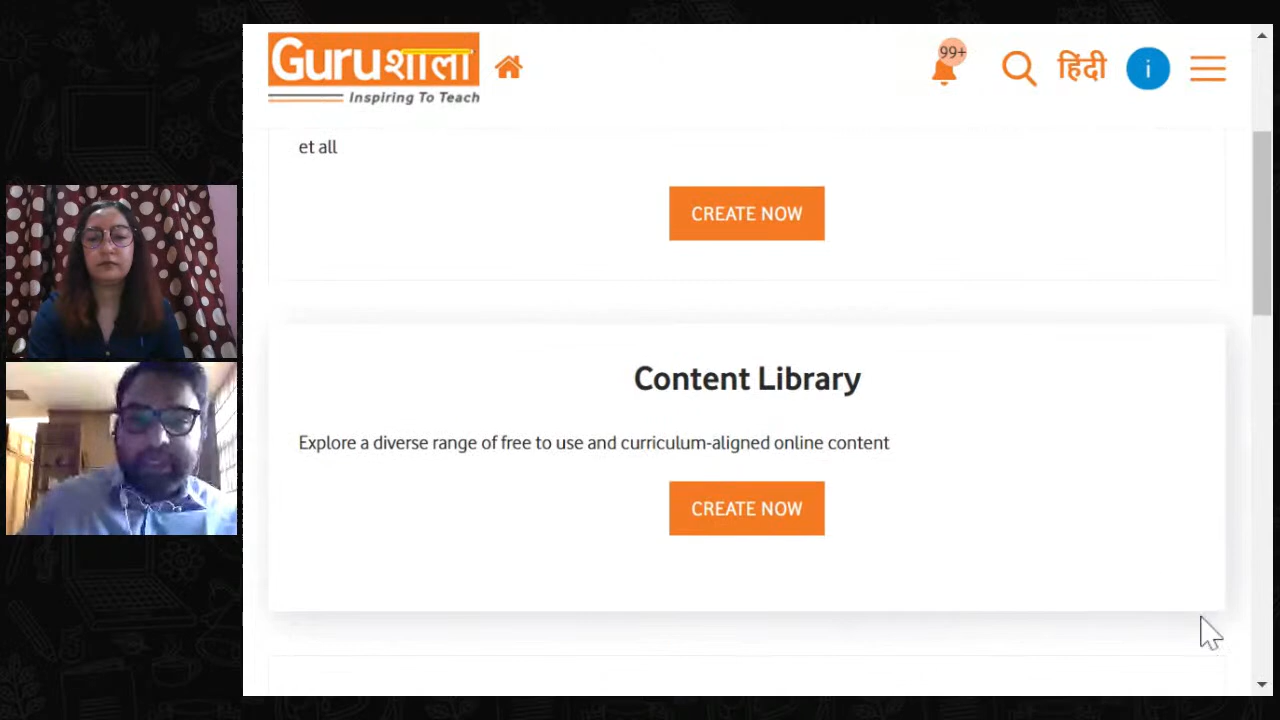 Guruशाला
Inspiring To Teach
99+
हिंदी
i
et all
CREATE NOW
Content Library
Explore a diverse range of free to use and curriculum-aligned online content
CREATE NOW